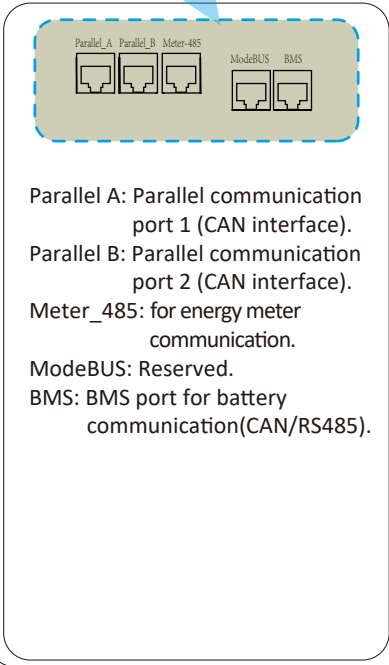 Parallel_A Parallel_B Meter-485
ModeBUS BMS
Parallel A: Parallel communication
port 1 (CAN interface).
Parallel B: Parallel communication
port 2 (CAN interface).
Meter_485: for energy meter
communication.
ModeBUS: Reserved.
BMS: BMS port for battery
communication(CAN/RS485).